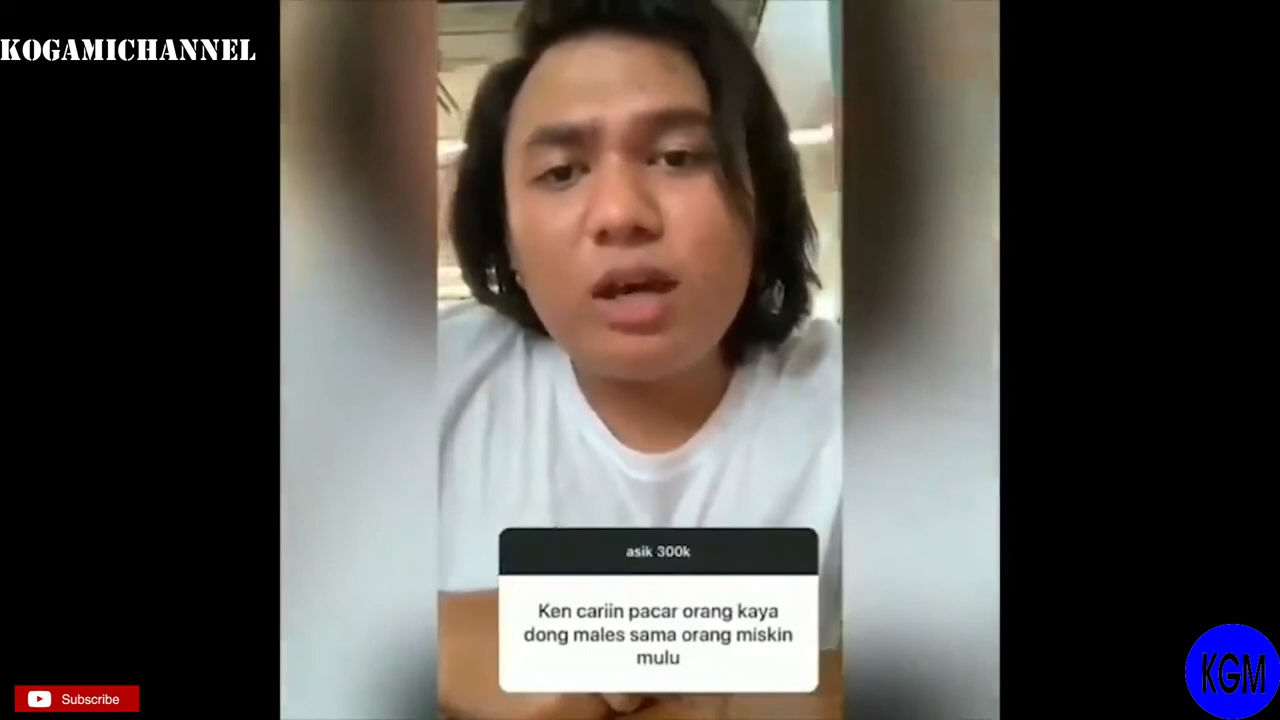 KOGAMICHANNEL
asik 300k
Ken cariin pacar orang kaya
dong males sama orang miskin
mulu
Subscribe
KGM